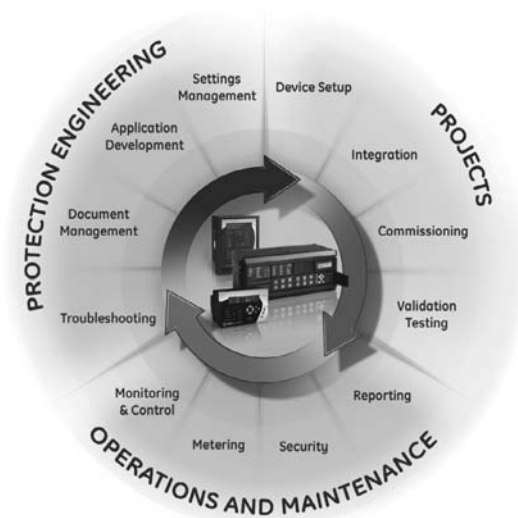 PROTECTION ENGINEERING
Settings
Management
Application
Development
Document
Management
Troubleshooting
PROJECTS
Device Setup
Integration
Commissioning
Validation
Testing
OPERATIONS AND MAINTENANCE
Monitoring
& Control
Metering
Security
Reporting